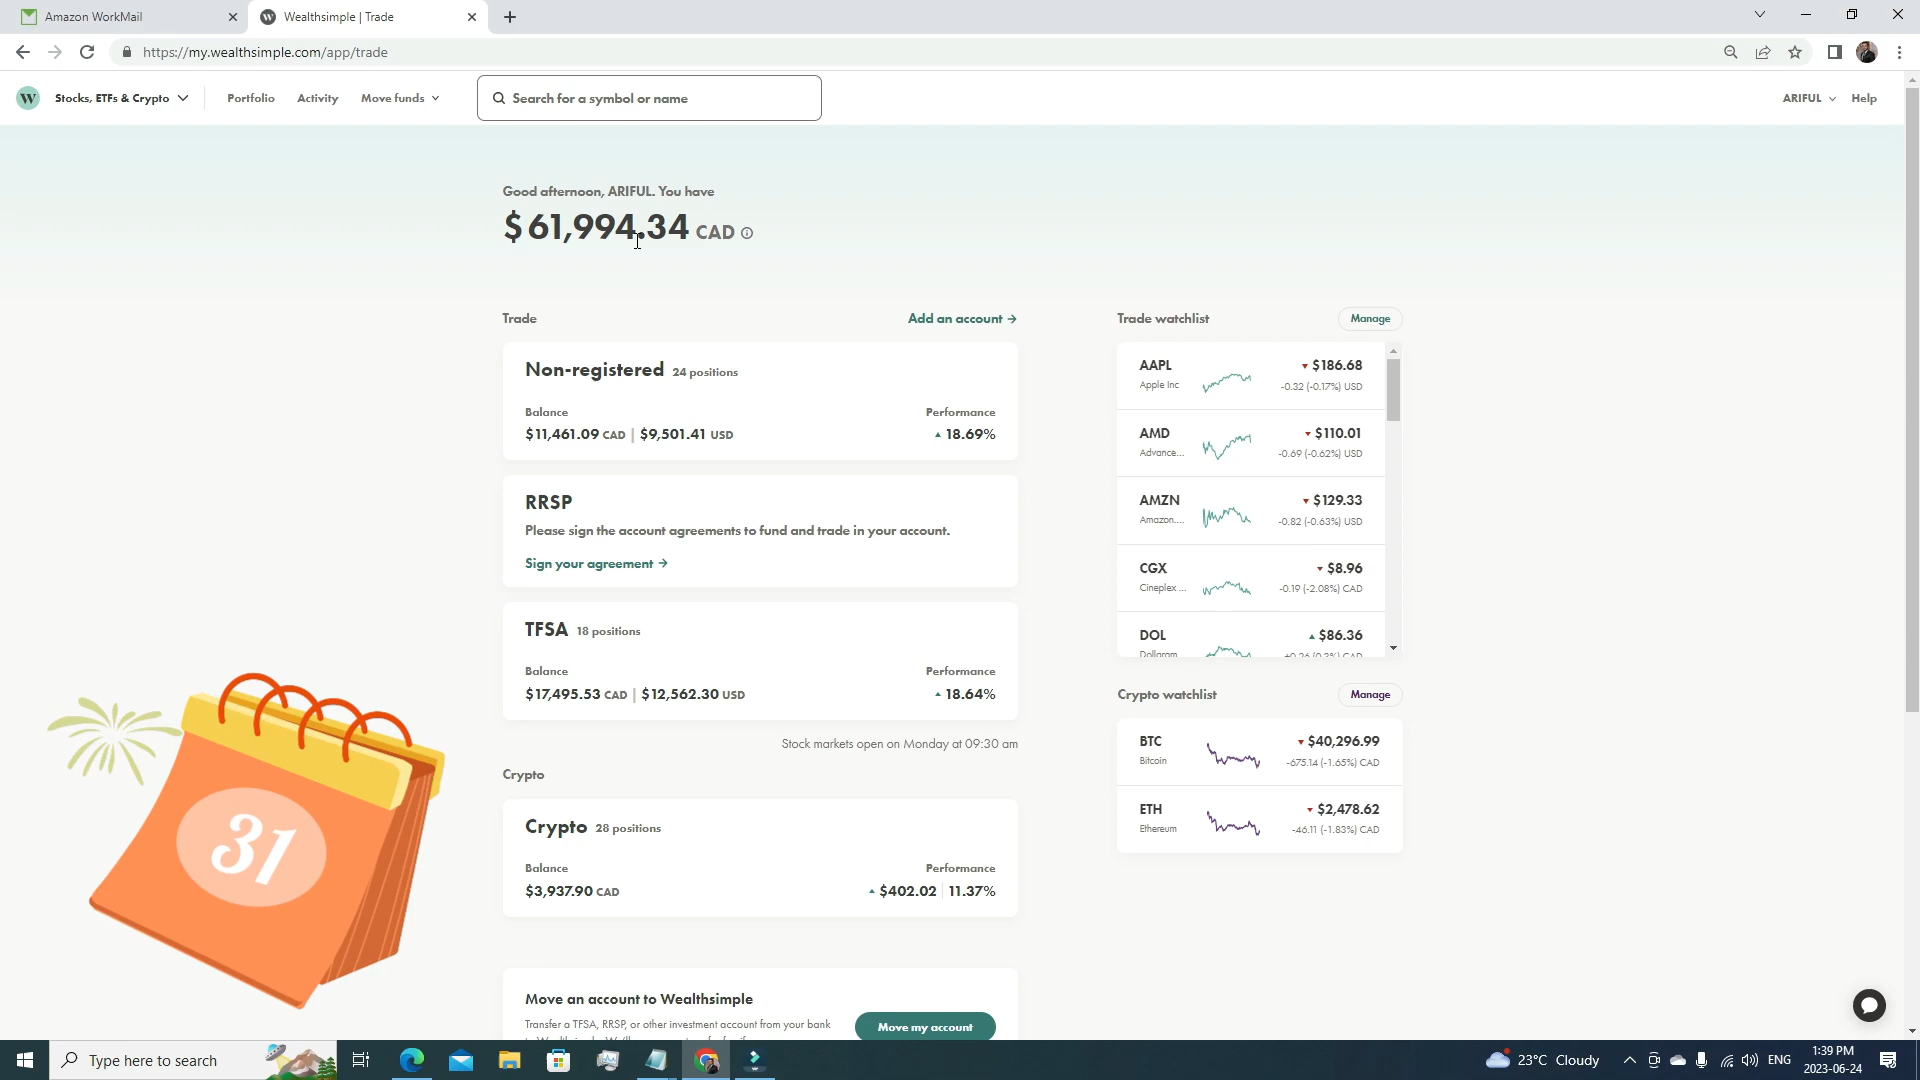 Amazon WorkMail
Wealthsimple | Trade
https://my.wealthsimple.com/app/trade
W
Stocks, ETFs & Crypto
Portfolio
Activity
Move funds
Search for a symbol or name
ARIFUL
Help
Good afternoon, ARIFUL. You have
$61,994.34 CAD
Trade
Add an account →
Non-registered 24 positions
Balance
Performance
$11,461.09 CAD | $9,501.41 USD
18.69%
RRSP
Please sign the account agreements to fund and trade in your account.
Sign your agreement →
TFSA 18 positions
Balance
Performance
$17,495.53 CAD | $12,562.30 USD
18.64%
Stock markets open on Monday at 09:30 am
Crypto
Crypto 28 positions
Balance
Performance
$3,937.90 CAD
$402.02 | 11.37%
Move an account to Wealthsimple
Transfer a TFSA, RRSP, or other investment account from your bank
Move my account
Trade watchlist
Manage
AAPL
$186.68
Apple Inc
-0.32 (-0.17%) USD
AMD
$110.01
Advance...
-0.69 (-0.62%) USD
AMZN
$129.33
Amazon....
-0.82 (-0.63%) USD
CGX
$8.96
Cineplex ...
-0.19 (-2.08%) CAD
DOL
$86.36
Dollaram
+0.26 (0.3%) CAD
Crypto watchlist
Manage
BTC
$40,296.99
Bitcoin
-675.14 (-1.65%) CAD
ETH
$2,478.62
Ethereum
-46.11 (-1.83%) CAD
31
Type here to search
23°C Cloudy
ENG
1:39 PM
2023-06-24